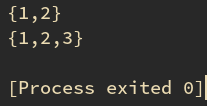 {1,2}
{1,2,3}
[Process exited 0]